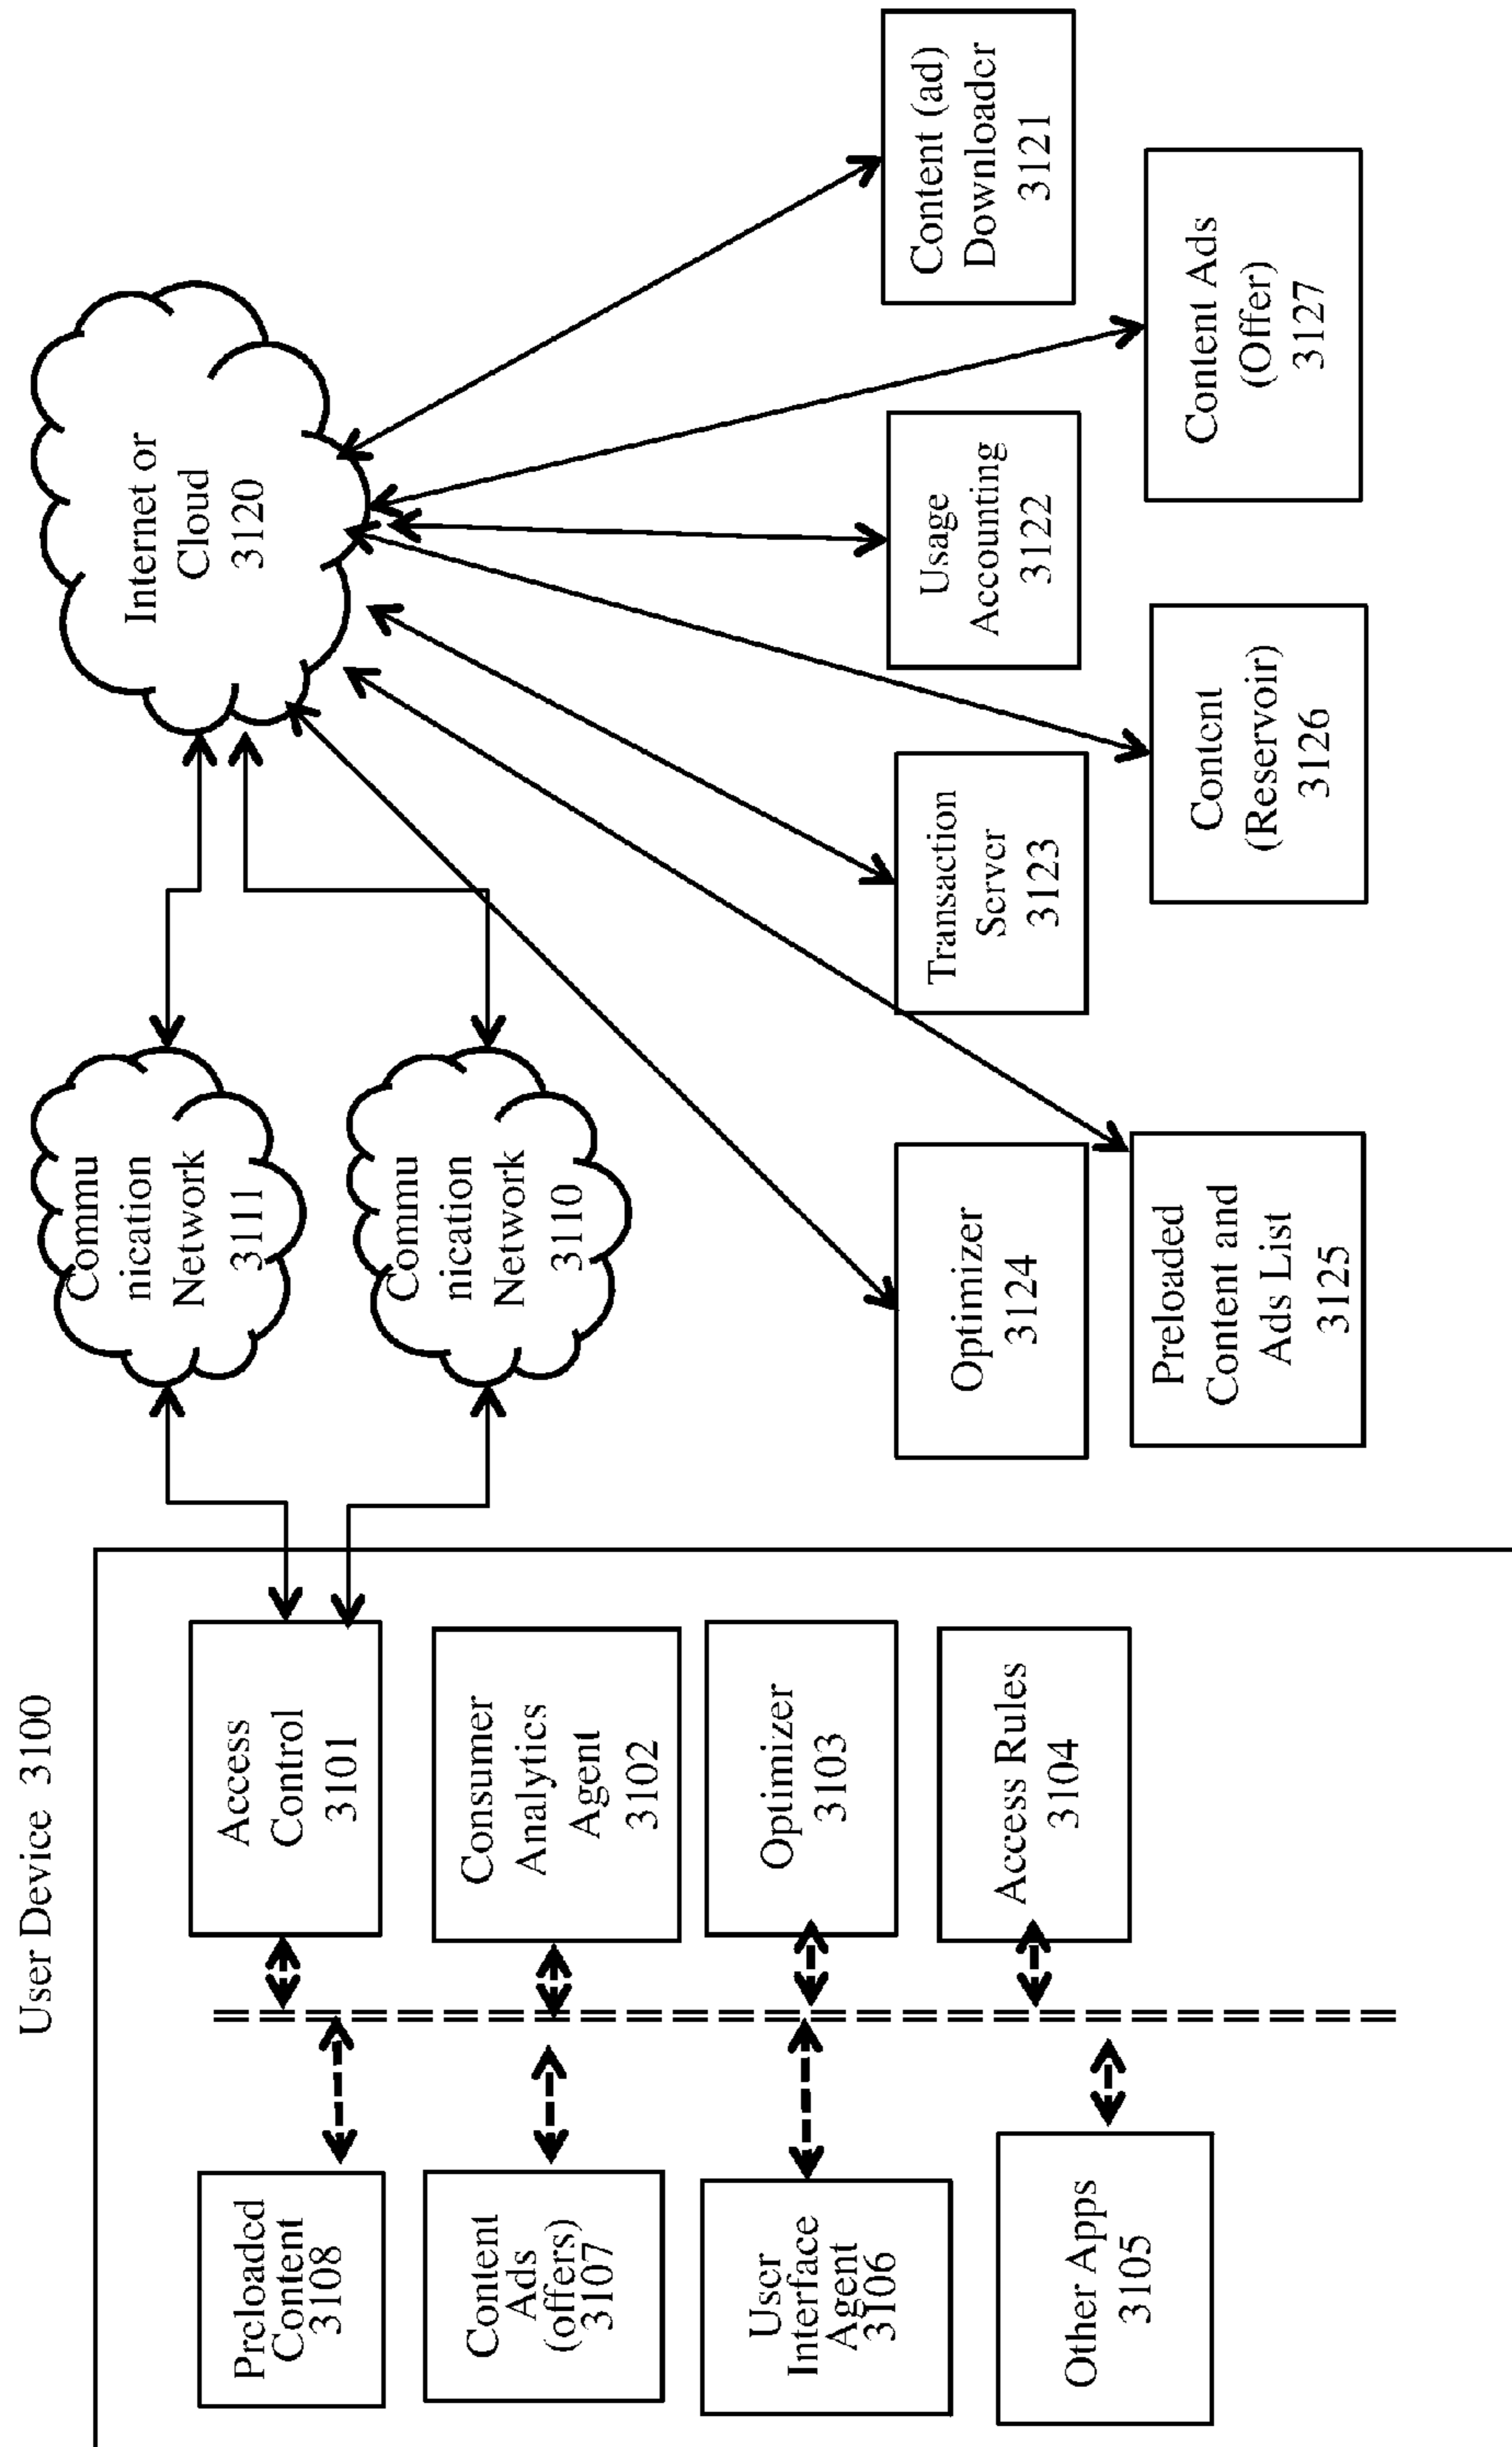 User Device 3100
Preloaded
Content
3108
Content
Ads
(offers)
3107
User
Interface
Agent
3106
Other Apps
3105
Access
Control
3101
Consumer
Analytics
Agent
3102
Optimizer
3103
Access Rules
3104
Commu
nication
Network
3111
Commu
nication
Network
3110
Internet or
Cloud
3120
Optimizer
3124
Transaction
Server
3123
Usage
Accounting
3122
Content (ad)
Downloader
3121
Preloaded
Content and
Ads List
3125
Content
(Reservoir)
3126
Content Ads
(Offer)
3127